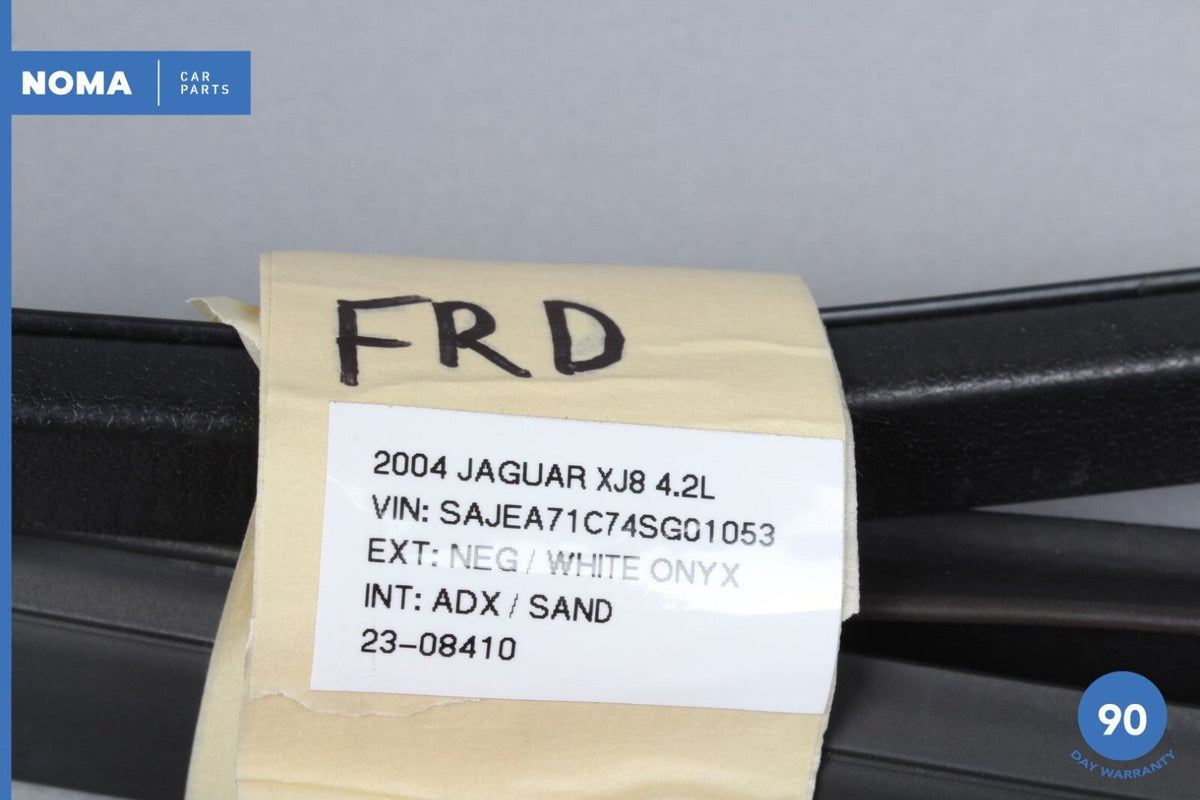 NOMA
CAR
PARTS
FRD
2004 JAGUAR XJ8 4.2L
VIN: SAJEA71C74SG01053
EXT: NEG / WHITE ONYX
INT: ADX / SAND
23-08410
90
DAY WARRANTY